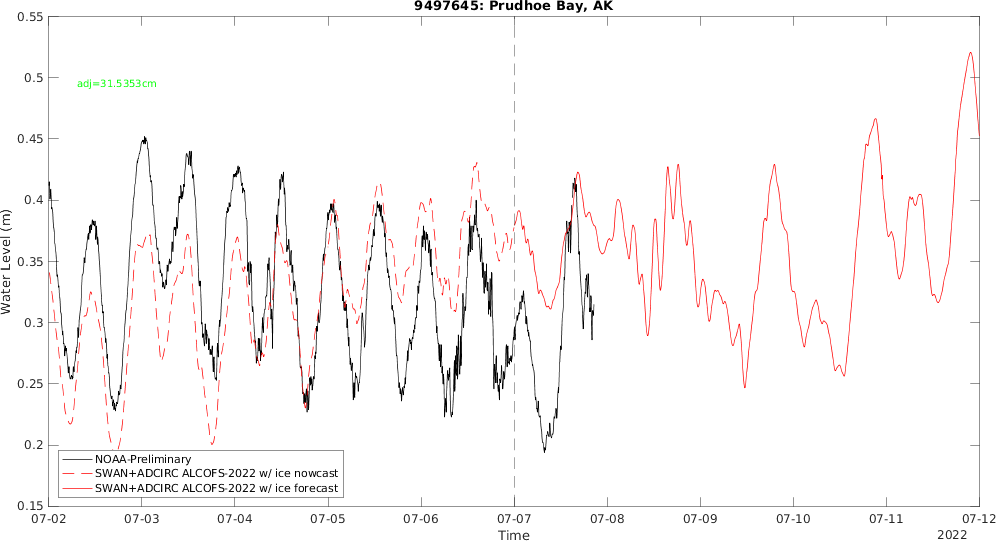 9497645: Prudhoe Bay, AK
adj=31.5353cm
0.55
0.5
0.45
0.4
0.35
0.3
0.25
0.2
0.15
Water Level (m)
NOAA-Preliminary
SWAN+ADCIRC ALCOFS-2022 w/ ice nowcast
SWAN+ADCIRC ALCOFS-2022 w/ ice forecast
07-02 07-03 07-04 07-05 07-06 07-07 07-08 07-09 07-10 07-11 07-12
Time
2022